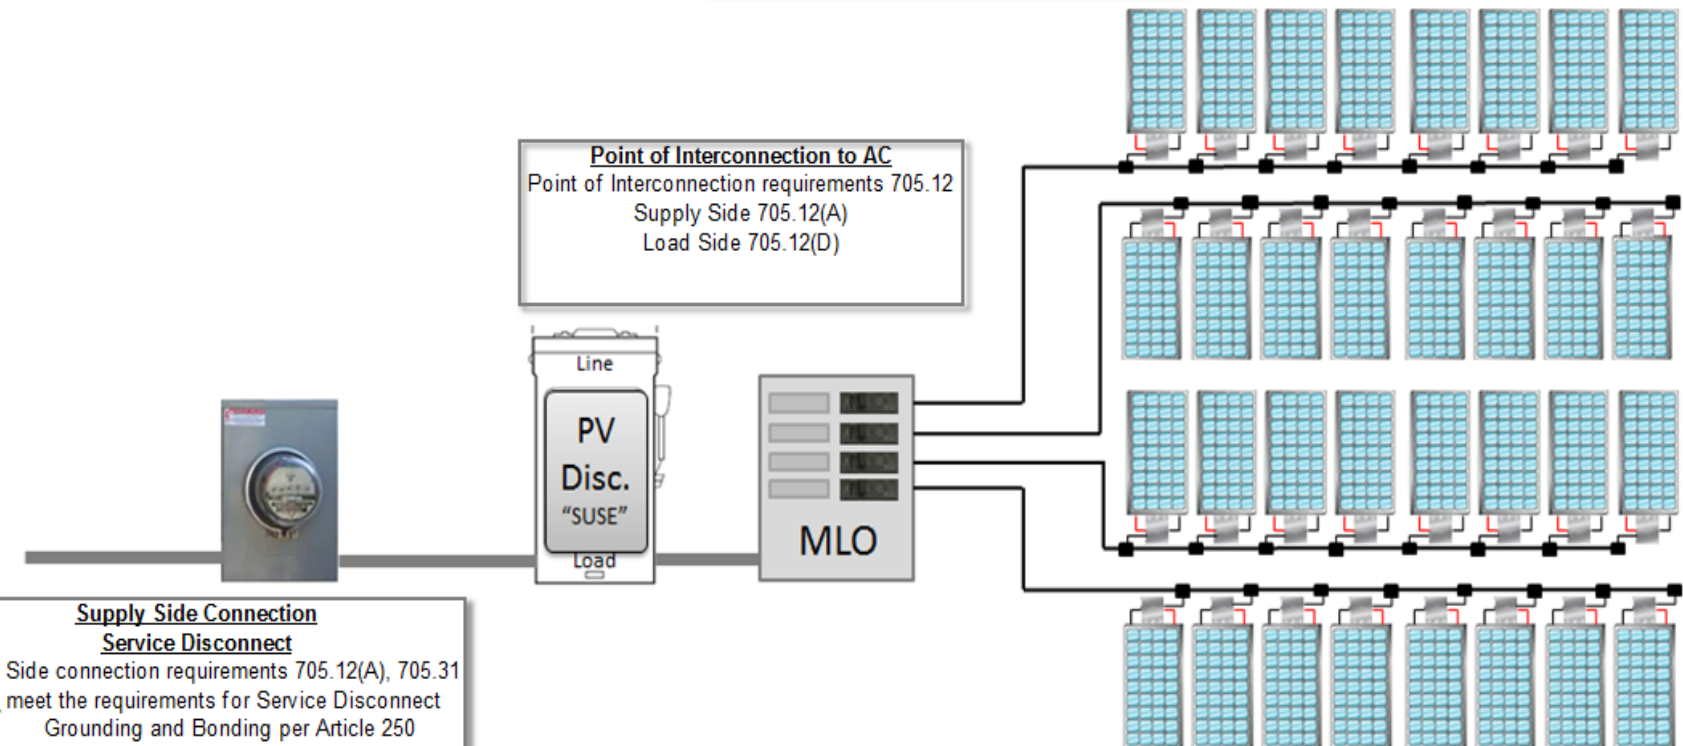 Point of Interconnection to AC
Point of Interconnection requirements 705.12
Supply Side 705.12(A)
Load Side 705.12(D)
Line
PV
Disc.
“SUSE”
Load
MLO
Supply Side Connection
Service Disconnect
Side connection requirements 705.12(A), 705.31
meet the requirements for Service Disconnect
Grounding and Bonding per Article 250